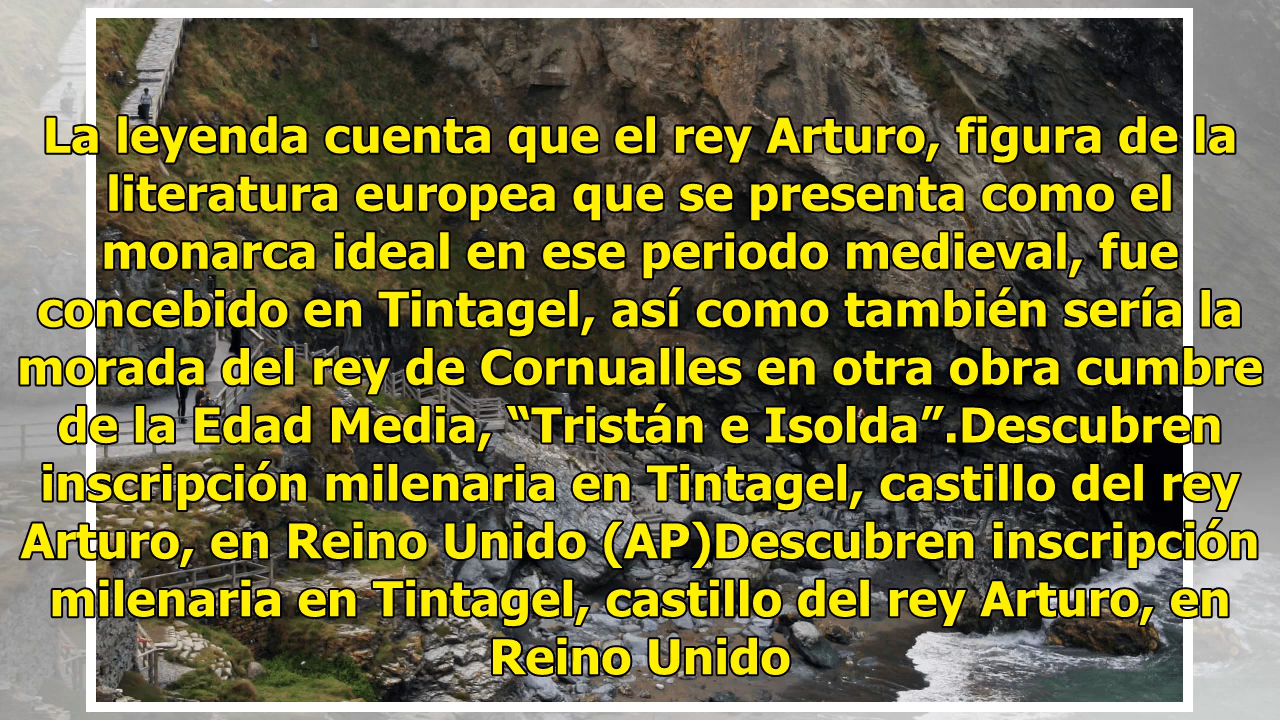 La leyenda cuenta que el rey Arturo, figura de la
literatura europea que se presenta como el
monarca ideal en ese periodo medieval, fue
concebido en Tintagel, así como también sería la
morada del rey de Cornualles en otra obra cumbre
de la Edad Media, “Tristán e Isolda”.Descubren
inscripción milenaria en Tintagel, castillo del rey
Arturo, en Reino Unido (AP)Descubren inscripción
milenaria en Tintagel, castillo del rey Arturo, en
Reino Unido